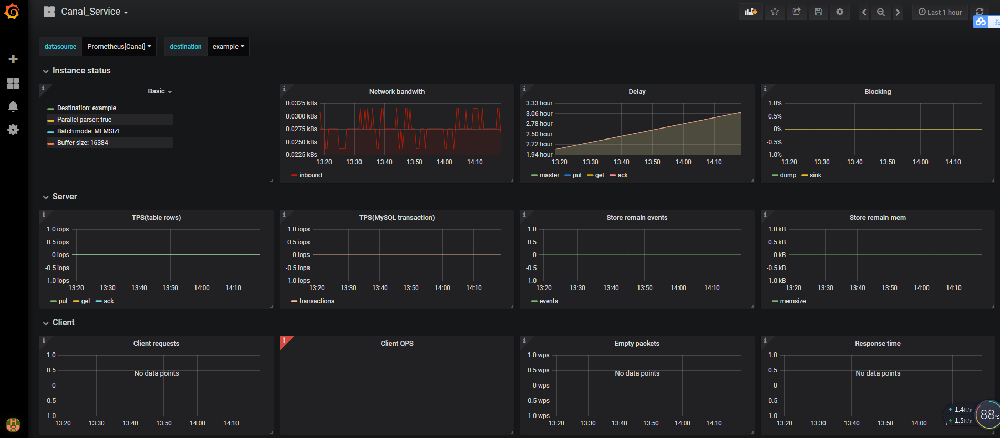 Canal_Service
Last 1 hour
拖
datasource Prometheus[Canal] destination example
Instance status
Basic
Destination: example
Parallel parser: true
Batch mode: MEMSIZE
Buffer size: 16384
Network bandwith
0.0325 kBs
0.0300 kBs
0.0275 kBs
0.0250 kBs
0.0225 kBs
13:20 13:30 13:40 13:50 14:00 14:10
inbound
Delay
3.33 hour
3.06 hour
2.78 hour
2.50 hour
2.22 hour
1.94 hour
13:20 13:30 13:40 13:50 14:00 14:10
master put get ack
Blocking
1.0%
0.5%
0%
-0.5%
-1.0%
13:20 13:30 13:40 13:50 14:00 14:10
dump sink
Server
TPS(table rows)
1.0 iops
0.5 iops
0 iops
-0.5 iops
-1.0 iops
13:20 13:30 13:40 13:50 14:00 14:10
put get ack
TPS(MySQL transaction)
1.0 iops
0.5 iops
0 iops
-0.5 iops
-1.0 iops
13:20 13:30 13:40 13:50 14:00 14:10
transactions
Store remain events
1.0
0.5
0
-0.5
-1.0
13:20 13:30 13:40 13:50 14:00 14:10
events
Store remain mem
1.0 kB
0.5 kB
0 kB
-0.5 kB
-1.0 kB
13:20 13:30 13:40 13:50 14:00 14:10
memsize
Client
Client requests
1.0
0.5
No data points
0
-0.5
-1.0
13:20 13:30 13:40 13:50 14:00 14:10
Client QPS
Empty packets
1.0 wps
0.5 wps
No data points
0 wps
-0.5 wps
-1.0 wps
13:20 13:30 13:40 13:50 14:00 14:10
Response time
1.0
0.5
No data points
0
-0.5
-1.0
13:20 13:30 13:40 13:50 14:00
1.4K/s
1.5K/s
88%